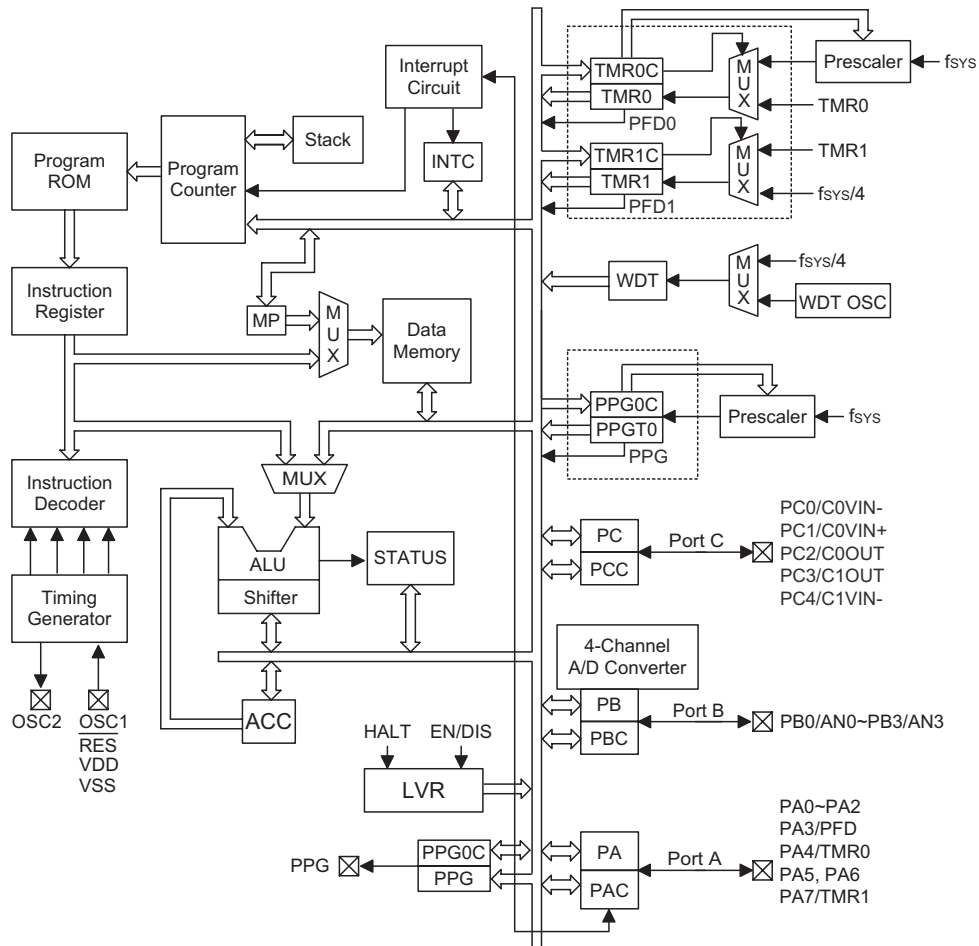 Interrupt
Circuit
INTC
Stack
Program
Counter
Program
ROM
Instruction
Register
MP
MUX
Data
Memory
MUX
Instruction
Decoder
ALU
Shifter
STATUS
Timing
Generator
OSC2
OSC1
RES
VDD
VSS
ACC
HALT
EN/DIS
LVR
PPG
PPG0C
PPG
TMR0C
TMR0
PFD0
MUX
Prescaler
fSYS
TMR0
TMR1C
TMR1
PFD1
MUX
TMR1
fSYS/4
WDT
MUX
fSYS/4
WDT OSC
PPG0C
PPGT0
PPG
Prescaler
fSYS
PC
PCC
Port C
PC0/C0VIN-
PC1/C0VIN+
PC2/C0OUT
PC3/C1OUT
PC4/C1VIN-
4-Channel
A/D Converter
PB
PBC
Port B
PB0/AN0~PB3/AN3
PA
PAC
Port A
PA0~PA2
PA3/PFD
PA4/TMR0
PA5, PA6
PA7/TMR1